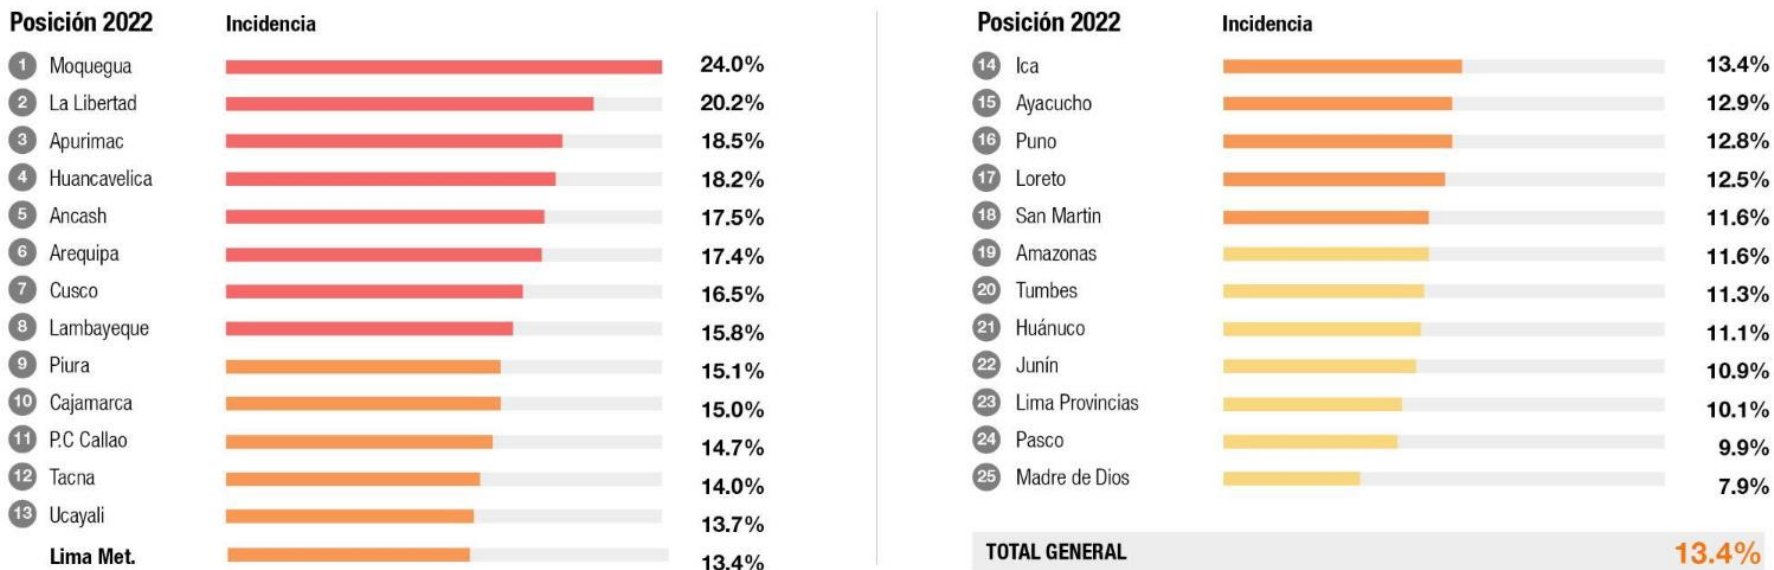 Posición 2022 Incidencia
1 Moquegua 24.0%
2 La Libertad 20.2%
3 Apurimac 18.5%
4 Huancavelica 18.2%
5 Ancash 17.5%
6 Arequipa 17.4%
7 Cusco 16.5%
8 Lambayeque 15.8%
9 Piura 15.1%
10 Cajamarca 15.0%
11 P.C Callao 14.7%
12 Tacna 14.0%
13 Ucayali 13.7%
Lima Met. 13.4%
Posición 2022 Incidencia
14 Ica 13.4%
15 Ayacucho 12.9%
16 Puno 12.8%
17 Loreto 12.5%
18 San Martin 11.6%
19 Amazonas 11.6%
20 Tumbes 11.3%
21 Huánuco 11.1%
22 Junín 10.9%
23 Lima Provincias 10.1%
24 Pasco 9.9%
25 Madre de Dios 7.9%
TOTAL GENERAL 13.4%